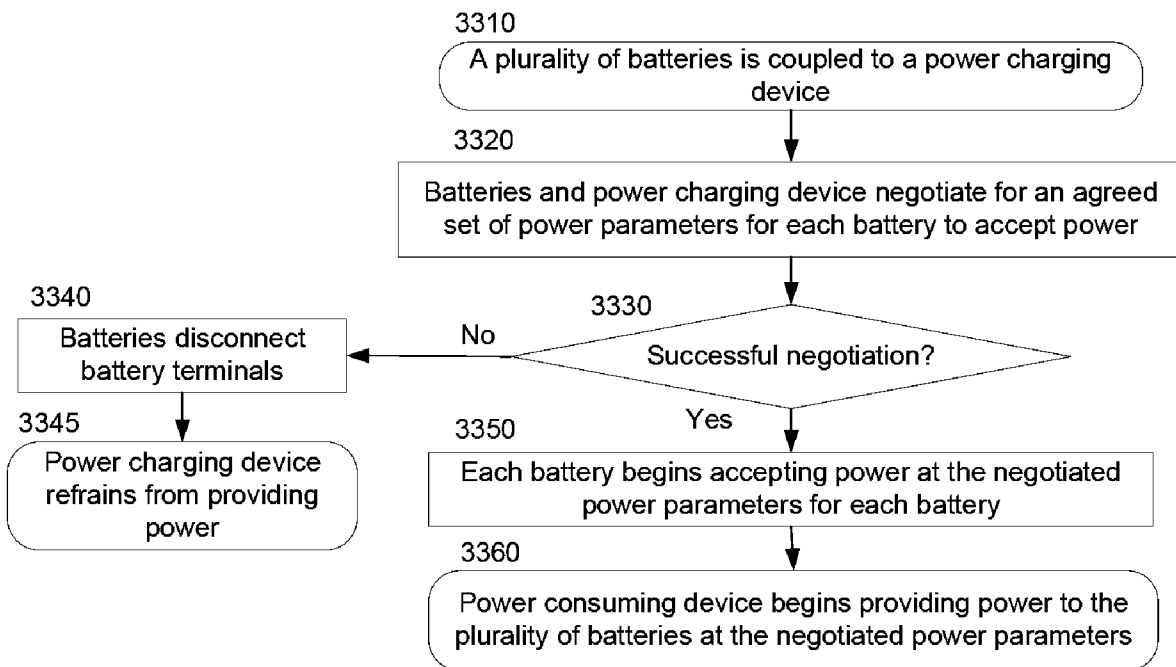 3310
A plurality of batteries is coupled to a power charging
device
3320
Batteries and power charging device negotiate for an agreed
set of power parameters for each battery to accept power
3330
Successful negotiation?
No
3340
Batteries disconnect
battery terminals
3345
Power charging device
refrains from providing
power
Yes
3350
Each battery begins accepting power at the negotiated
power parameters for each battery
3360
Power consuming device begins providing power to the
plurality of batteries at the negotiated power parameters